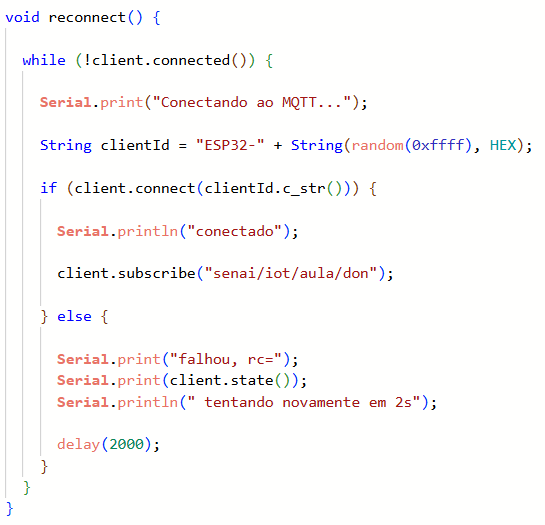 void reconnect() {
while (!client.connected()) {
Serial.print("Conectando ao MQTT...");
String clientId = "ESP32-" + String(random(0xffff), HEX);
if (client.connect(clientId.c_str())) {
Serial.println("conectado");
client.subscribe("senai/iot/aula/don");
} else {
Serial.print("falhou, rc=");
Serial.print(client.state());
Serial.println(" tentando novamente em 2s");
delay(2000);
}
}
}